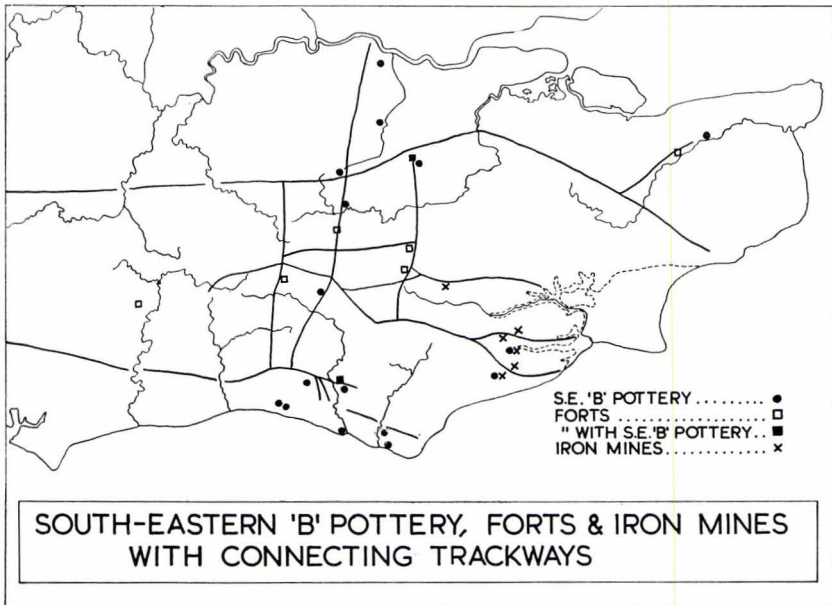 S.E. 'B' POTTERY ......... ●
FORTS .................. □
" WITH S.E. 'B' POTTERY .. ■
IRON MINES ............. ×
SOUTH-EASTERN 'B' POTTERY, FORTS & IRON MINES
WITH CONNECTING TRACKWAYS